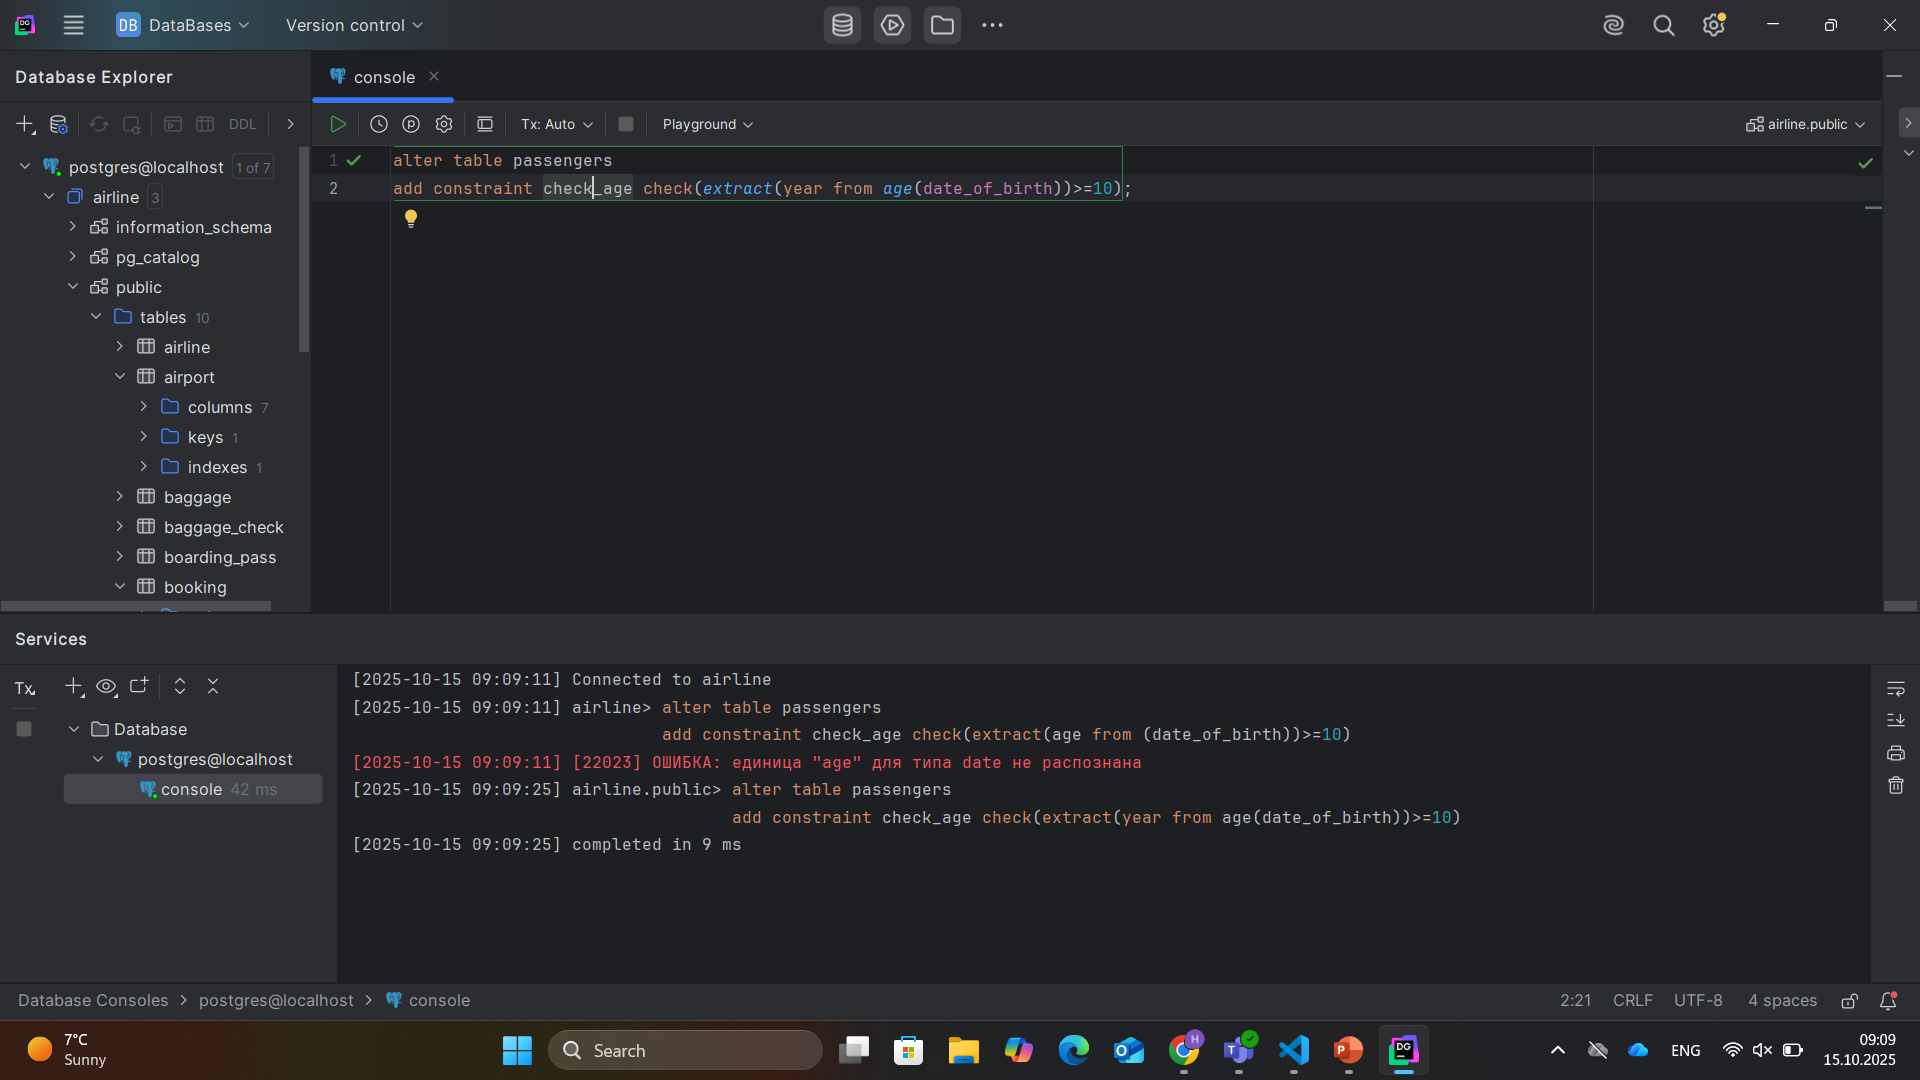 DB DataBases
Version control
Database Explorer
console
DDL
Tx: Auto
Playground
airline.public
postgres@localhost 1 of 7
airline 3
information_schema
pg_catalog
public
tables 10
airline
airport
columns 7
keys 1
indexes 1
baggage
baggage_check
boarding_pass
booking
1 alter table passengers
2 add constraint check_age check(extract(year from age(date_of_birth))>=10);
Services
Tx
Database
postgres@localhost
console 42 ms
[2025-10-15 09:09:11] Connected to airline
[2025-10-15 09:09:11] airline> alter table passengers
add constraint check_age check(extract(age from (date_of_birth))>=10)
[2025-10-15 09:09:11] [22023] ОШИБКА: единица "age" для типа date не распознана
[2025-10-15 09:09:25] airline.public> alter table passengers
add constraint check_age check(extract(year from age(date_of_birth))>=10)
[2025-10-15 09:09:25] completed in 9 ms
Database Consoles > postgres@localhost > console
2:21 CRLF UTF-8 4 spaces
7°C
Sunny
Search
ENG
09:09
15.10.2025